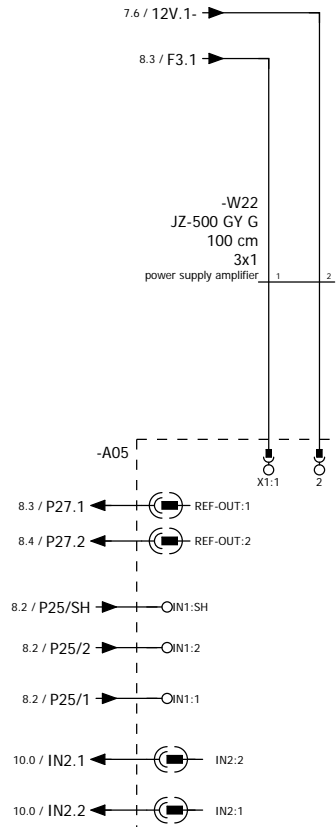 7.6 / 12V.1-
8.3 / F3.1
-W22
JZ-500 GY G
100 cm
3x1
power supply amplifier
1
2
-A05
X1:1
2
8.3 / P27.1
REF-OUT:1
8.4 / P27.2
REF-OUT:2
8.2 / P25/SH
IN1:SH
8.2 / P25/2
IN1:2
8.2 / P25/1
IN1:1
10.0 / IN2.1
IN2:2
10.0 / IN2.2
IN2:1